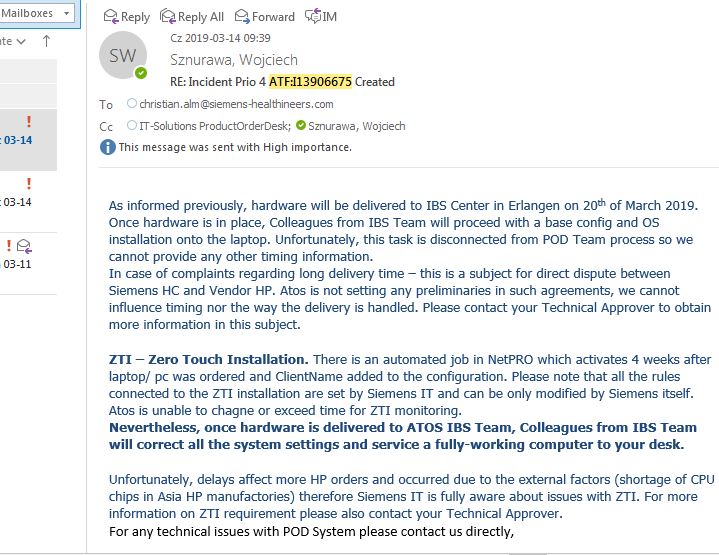 Mailboxes
Reply Reply All Forward IM
Cz 2019-03-14 09:39
SW
Sznurawa, Wojciech
RE: Incident Prio 4 ATF:I13906675 Created
To christian.alm@siemens-healthineers.com
Cc IT-Solutions ProductOrderDesk; Sznurawa, Wojciech
This message was sent with High importance.
03-14
03-14
03-11
As informed previously, hardware will be delivered to IBS Center in Erlangen on 20th of March 2019.
Once hardware is in place, Colleagues from IBS Team will proceed with a base config and OS
installation onto the laptop. Unfortunately, this task is disconnected from POD Team process so we
cannot provide any other timing information.
In case of complaints regarding long delivery time – this is a subject for direct dispute between
Siemens HC and Vendor HP. Atos is not setting any preliminaries in such agreements, we cannot
influence timing nor the way the delivery is handled. Please contact your Technical Approver to obtain
more information in this subject.
ZTI – Zero Touch Installation. There is an automated job in NetPRO which activates 4 weeks after
laptop/ pc was ordered and ClientName added to the configuration. Please note that all the rules
connected to the ZTI installation are set by Siemens IT and can be only modified by Siemens itself.
Atos is unable to chagne or exceed time for ZTI monitoring.
Nevertheless, once hardware is delivered to ATOS IBS Team, Colleagues from IBS Team
will correct all the system settings and service a fully-working computer to your desk.
Unfortunately, delays affect more HP orders and occurred due to the external factors (shortage of CPU
chips in Asia HP manufactories) therefore Siemens IT is fully aware about issues with ZTI. For more
information on ZTI requirement please also contact your Technical Approver.
For any technical issues with POD System please contact us directly,